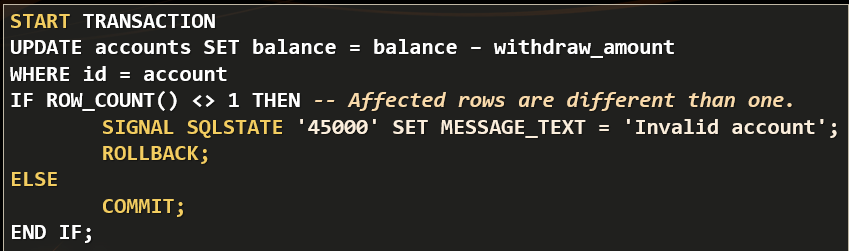 START TRANSACTION
UPDATE accounts SET balance = balance – withdraw_amount
WHERE id = account
IF ROW_COUNT() <> 1 THEN -- Affected rows are different than one.
SIGNAL SQLSTATE '45000' SET MESSAGE_TEXT = 'Invalid account';
ROLLBACK;
ELSE
COMMIT;
END IF;